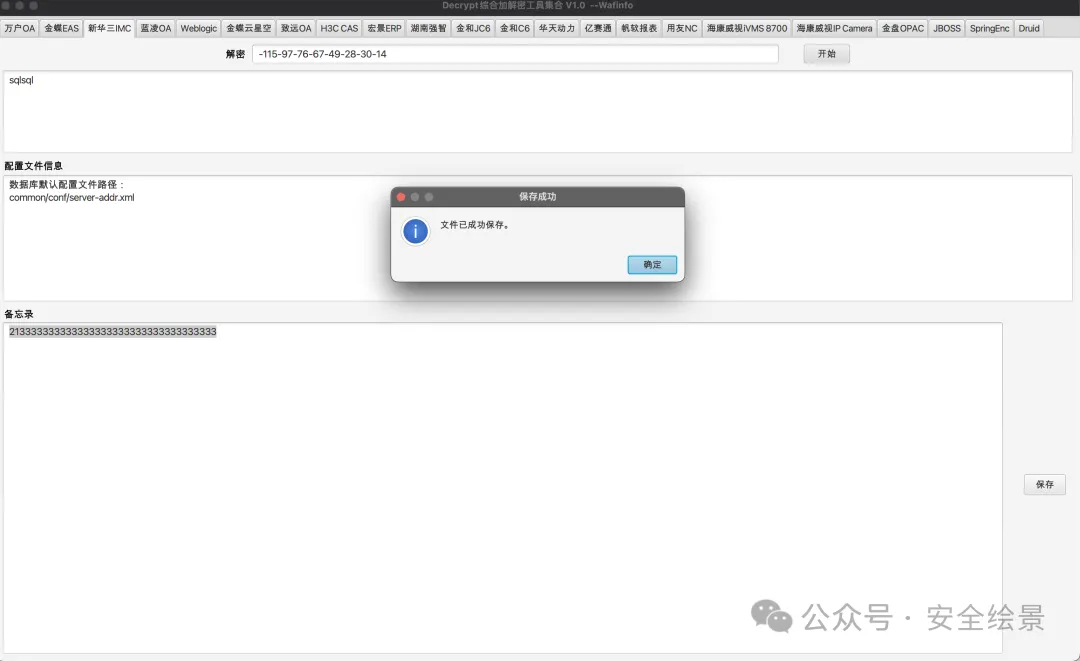 Decrypt综合加解密工具集合 V1.0 --Wafinfo
万户OA 金蝶EAS 新华三IMC 蓝凌OA Weblogic 金蝶云星空 致远OA H3C CAS 宏景ERP 湖南强智 金和JC6 金和C6 华天动力 亿赛通 帆软报表 用友NC 海康威视iVMS 8700 海康威视IP Camera 金盘OPAC JBOSS SpringEnc Druid
解密 -115-97-76-67-49-28-30-14 开始
sqlsql
配置文件信息
数据库默认配置文件路径：
common/conf/server-addr.xml
保存成功
文件已成功保存。
确定
备忘录
保存
公众号 · 安全绘景